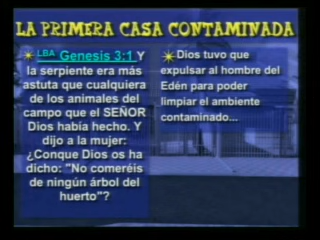 LA PRIMERA CASA CONTAMINADA
LBA Genesis 3:1 Y
la serpiente era más
astuta que cualquiera
de los animales del
campo que el SEÑOR
Dios había hecho. Y
dijo a la mujer:
¿Conque Dios os ha
dicho: "No comeréis
de ningún árbol del
huerto"?
Dios tuvo que
expulsar al hombre del
Edén para poder
limpiar el ambiente
contaminado...